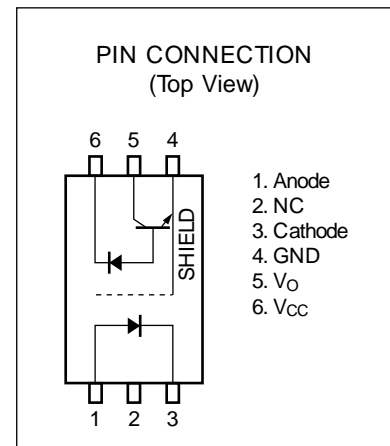 PIN CONNECTION
(Top View)
6 5 4
SHIELD
1 2 3
1. Anode
2. NC
3. Cathode
4. GND
5. VO
6. VCC